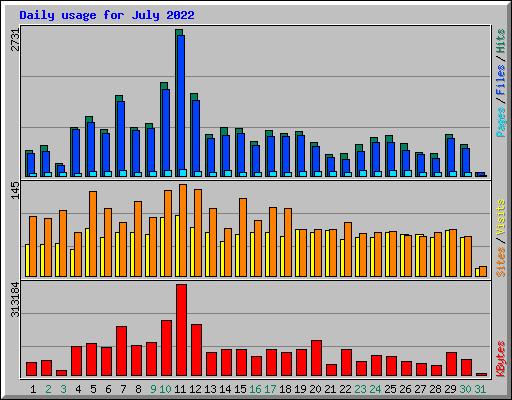 Daily usage for July 2022
2731
Pages / Files / Hits
145
Sites / Visits
313184
KBytes
1 2 3 4 5 6 7 8 9 10 11 12 13 14 15 16 17 18 19 20 21 22 23 24 25 26 27 28 29 30 31